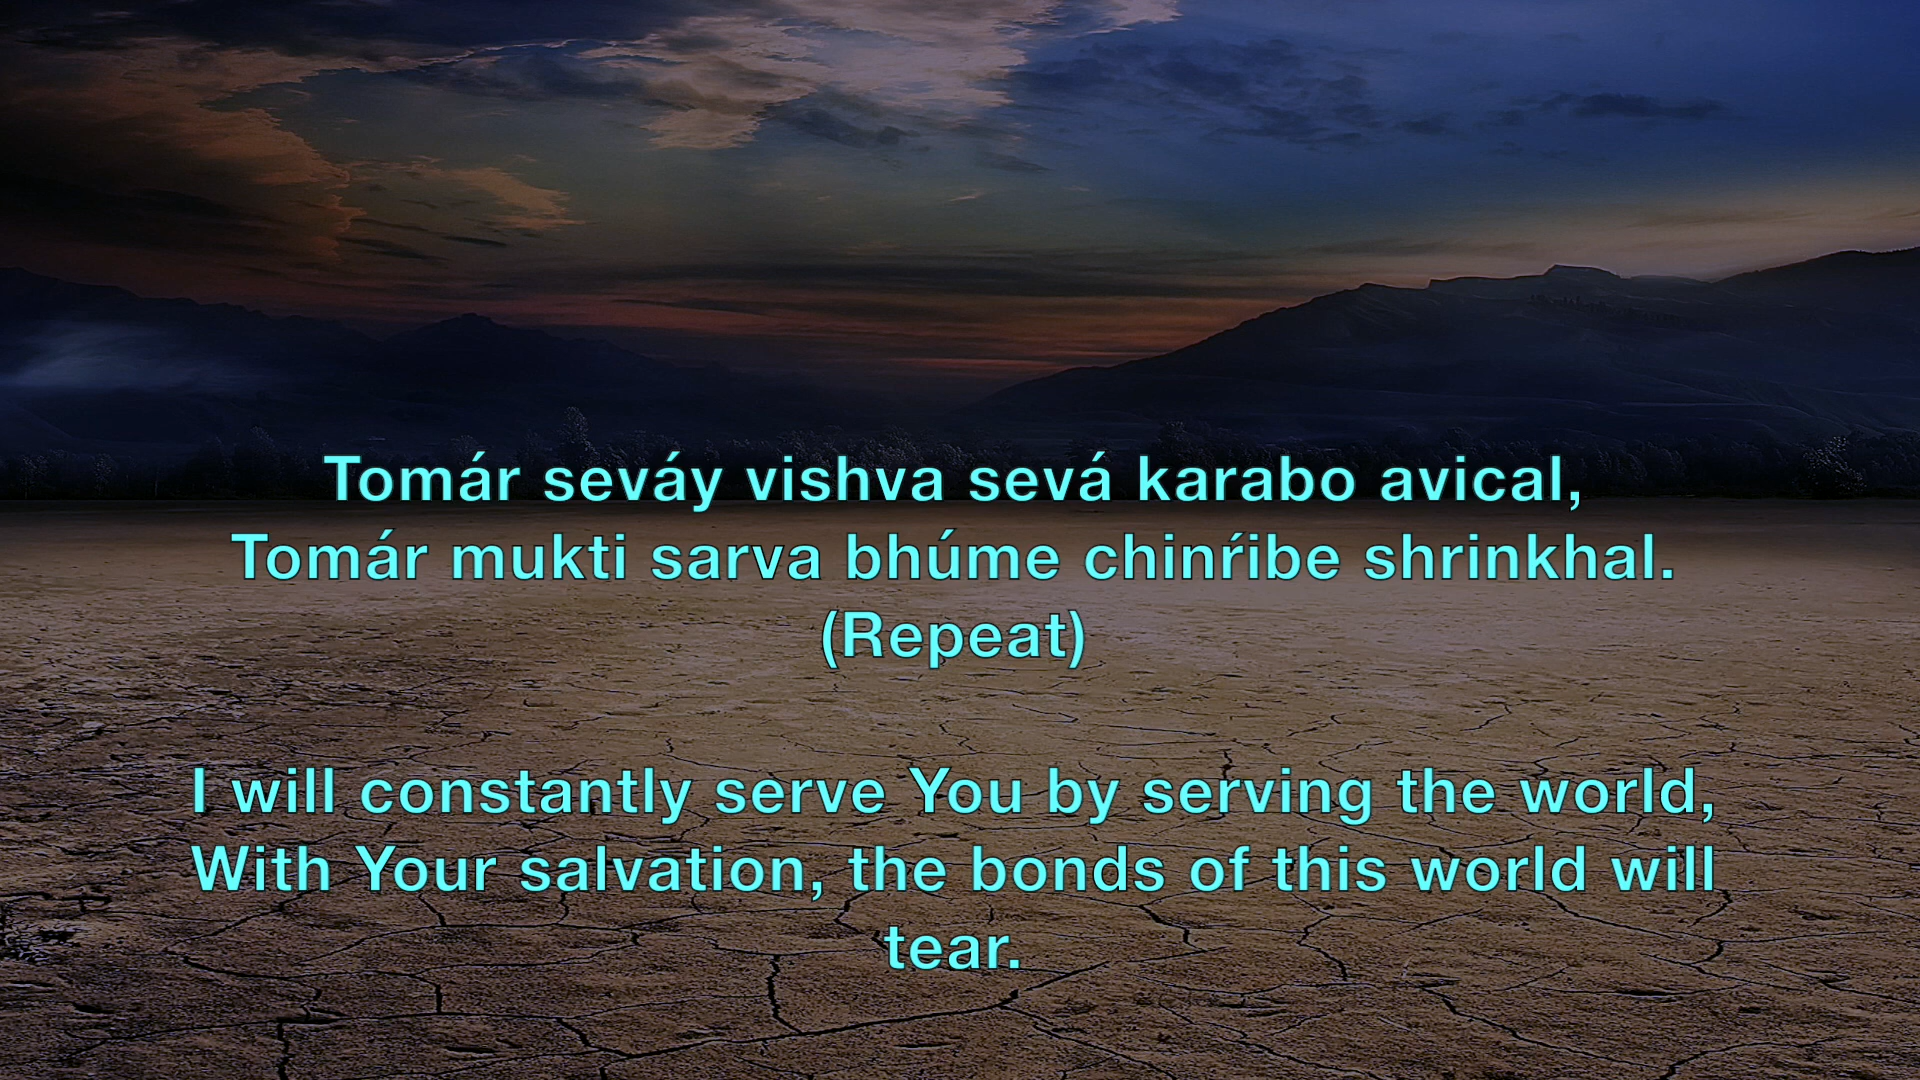 Tomár seváy vishva sevá karabo avical,
Tomár mukti sarva bhúme chinŕibe shrinkhal.
(Repeat)
I will constantly serve You by serving the world,
With Your salvation, the bonds of this world will
tear.